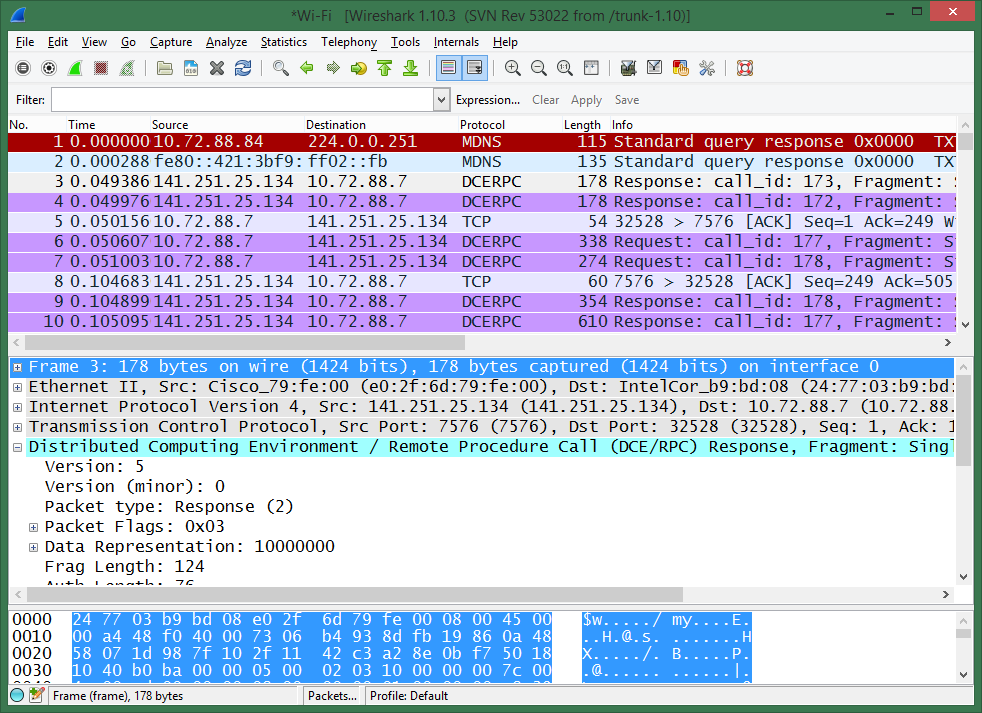 *Wi-Fi [Wireshark 1.10.3 (SVN Rev 53022 from /trunk-1.10)]
File Edit View Go Capture Analyze Statistics Telephony Tools Internals Help
Filter: Expression... Clear Apply Save
No. Time Source Destination Protocol Length Info
1 0.000000 10.72.88.84 224.0.0.251 MDNS 115 Standard query response 0x0000 TX
2 0.000288 fe80::421:3bf9: ff02::fb MDNS 135 Standard query response 0x0000 TX
3 0.049386 141.251.25.134 10.72.88.7 DCERPC 178 Response: call_id: 173, Fragment:
4 0.049976 141.251.25.134 10.72.88.7 DCERPC 178 Response: call_id: 172, Fragment:
5 0.050156 10.72.88.7 141.251.25.134 TCP 54 32528 > 7576 [ACK] Seq=1 Ack=249 W
6 0.050607 10.72.88.7 141.251.25.134 DCERPC 338 Request: call_id: 177, Fragment: S
7 0.051003 10.72.88.7 141.251.25.134 DCERPC 274 Request: call_id: 178, Fragment: S
8 0.104683 141.251.25.134 10.72.88.7 TCP 60 7576 > 32528 [ACK] Seq=249 Ack=505
9 0.104899 141.251.25.134 10.72.88.7 DCERPC 354 Response: call_id: 178, Fragment:
10 0.105095 141.251.25.134 10.72.88.7 DCERPC 610 Response: call_id: 177, Fragment:
Frame 3: 178 bytes on wire (1424 bits), 178 bytes captured (1424 bits) on interface 0
Ethernet II, Src: Cisco_79:fe:00 (e0:2f:6d:79:fe:00), Dst: IntelCor_b9:bd:08 (24:77:03:b9:bd:
Internet Protocol Version 4, Src: 141.251.25.134 (141.251.25.134), Dst: 10.72.88.7 (10.72.88.
Transmission Control Protocol, Src Port: 7576 (7576), Dst Port: 32528 (32528), Seq: 1, Ack: 1
Distributed Computing Environment / Remote Procedure Call (DCE/RPC) Response, Fragment: Singl
Version: 5
Version (minor): 0
Packet type: Response (2)
Packet Flags: 0x03
Data Representation: 10000000
Frag Length: 124
Auth Length: 76
0000 24 77 03 b9 bd 08 e0 2f 6d 79 fe 00 08 00 45 00 $w...../ my....E.
0010 00 a4 48 f0 40 00 73 06 b4 93 8d fb 19 86 0a 48 ..H.@.s. .......H
0020 58 07 1d 98 7f 10 2f 11 42 c3 a2 8e 0b f7 50 18 X...../. B.....P.
0030 10 40 b0 ba 00 00 05 00 02 03 10 00 00 00 7c 00 .@...... ......|.
Frame (frame), 178 bytes Packets... Profile: Default